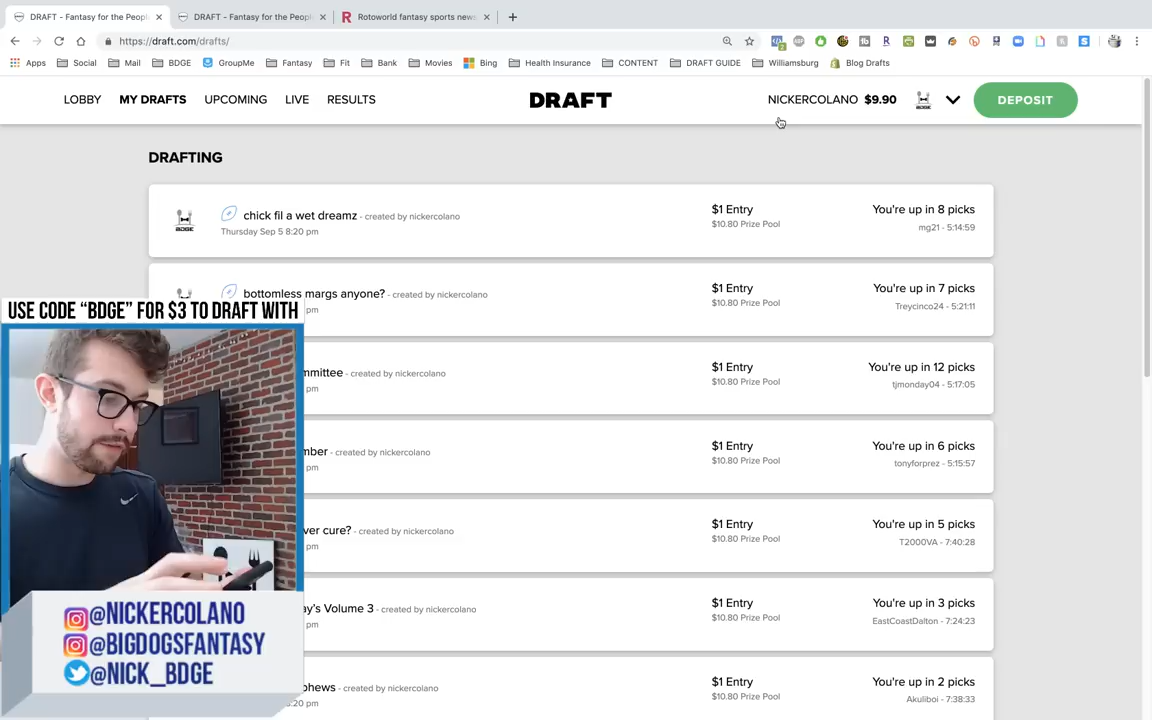 DRAFT - Fantasy for the Peopl
DRAFT - Fantasy for the Peopl
Rotoworld fantasy sports news
https://draft.com/drafts/
Apps
Social
Mail
BDGE
GroupMe
Fantasy
Fit
Bank
Movies
Bing
Health Insurance
CONTENT
DRAFT GUIDE
Williamsburg
Blog Drafts
LOBBY
MY DRAFTS
UPCOMING
LIVE
RESULTS
DRAFT
NICKERCOLANO $9.90
DEPOSIT
DRAFTING
chick fil a wet dreamz - created by nickercolano
Thursday Sep 5 8:20 pm
$1 Entry
$10.80 Prize Pool
You're up in 8 picks
mg21 - 5:14:59
bottomless margs anyone? - created by nickercolano
pm
$1 Entry
$10.80 Prize Pool
You're up in 7 picks
Treycinco24 - 5:21:11
mmittee - created by nickercolano
pm
$1 Entry
$10.80 Prize Pool
You're up in 12 picks
tjmonday04 - 5:17:05
mber - created by nickercolano
pm
$1 Entry
$10.80 Prize Pool
You're up in 6 picks
tonyforprez - 5:15:57
ver cure? - created by nickercolano
pm
$1 Entry
$10.80 Prize Pool
You're up in 5 picks
T2000VA - 7:40:28
ay's Volume 3 - created by nickercolano
pm
$1 Entry
$10.80 Prize Pool
You're up in 3 picks
EastCoastDalton - 7:24:23
phews - created by nickercolano
:20 pm
$1 Entry
$10.80 Prize Pool
You're up in 2 picks
Akuliboi - 7:38:33
USE CODE “BDGE” FOR $3 TO DRAFT WITH
@NICKERCOLANO
@BIGDOGSFANTASY
@NICK_BDGE